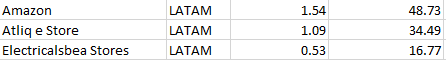 Amazon LATAM 1.54 48.73
Atliq e Store LATAM 1.09 34.49
Electricalsbea Stores LATAM 0.53 16.77